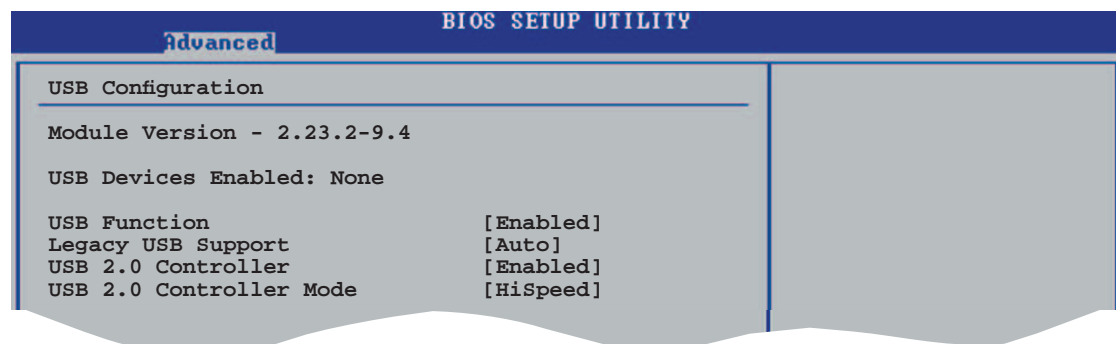 BIOS SETUP UTILITY
Advanced
USB Configuration
Module Version - 2.23.2-9.4
USB Devices Enabled: None
USB Function [Enabled]
Legacy USB Support [Auto]
USB 2.0 Controller [Enabled]
USB 2.0 Controller Mode [HiSpeed]